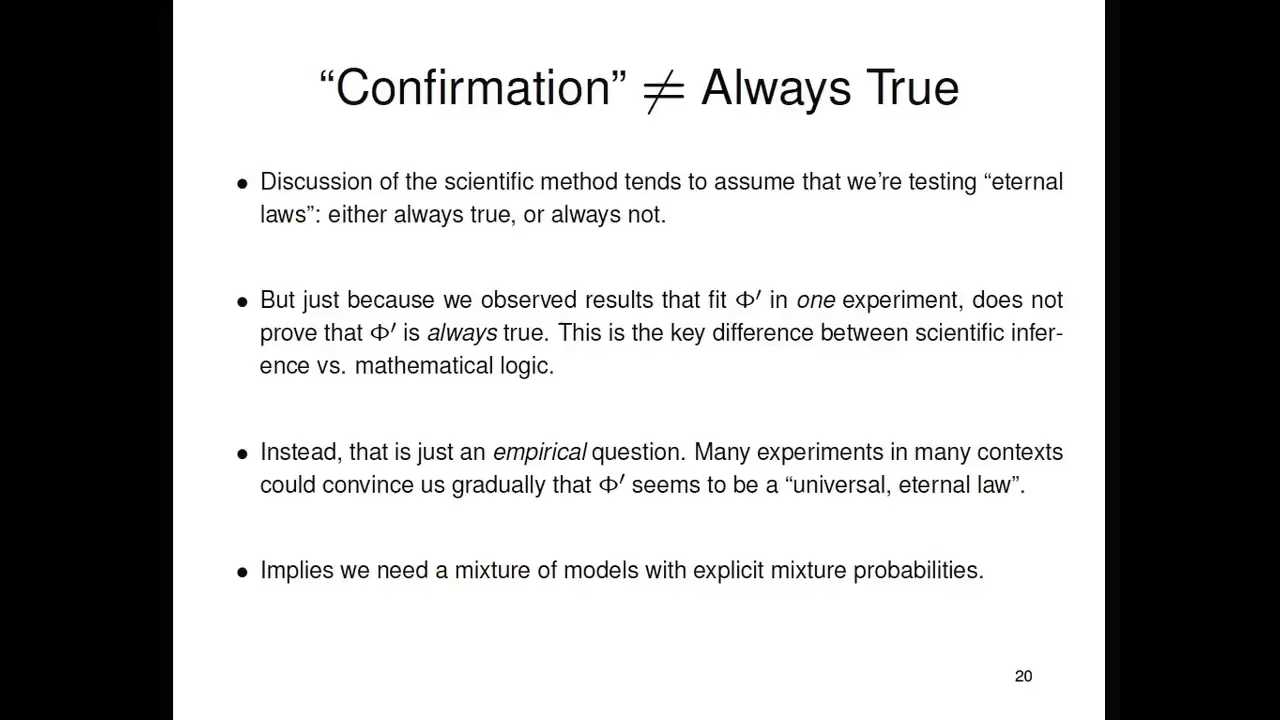 “Confirmation” ≠ Always True
• Discussion of the scientific method tends to assume that we’re testing “eternal
laws”: either always true, or always not.
• But just because we observed results that fit Φ′ in one experiment, does not
prove that Φ′ is always true. This is the key difference between scientific infer-
ence vs. mathematical logic.
• Instead, that is just an empirical question. Many experiments in many contexts
could convince us gradually that Φ′ seems to be a “universal, eternal law”.
• Implies we need a mixture of models with explicit mixture probabilities.
20